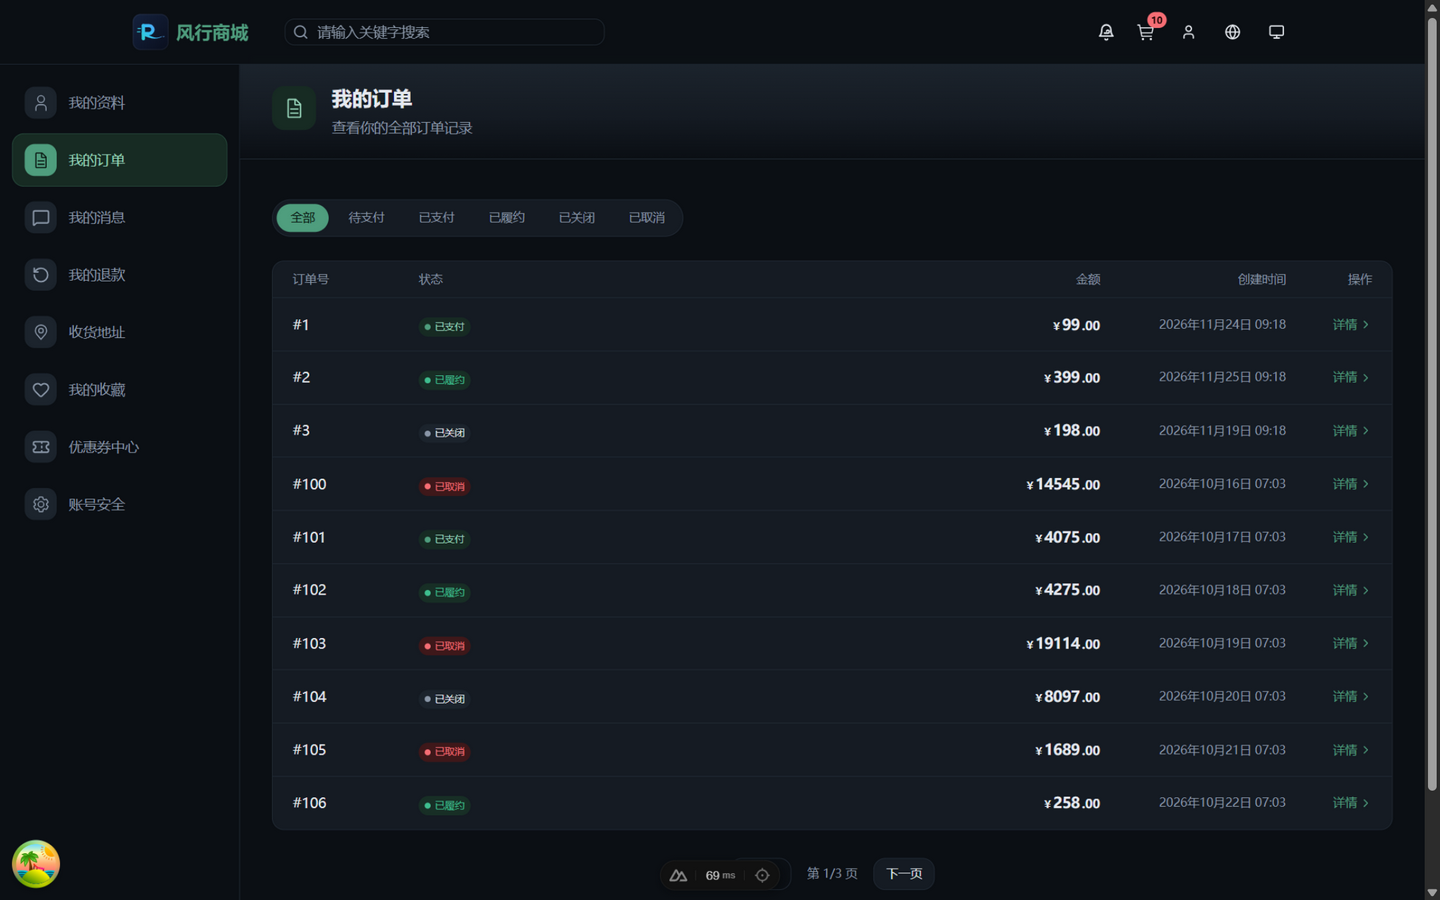 风行商城
请输入关键字搜索
10
我的资料
我的订单
我的消息
我的退款
收货地址
我的收藏
优惠券中心
账号安全
我的订单
查看你的全部订单记录
全部 待支付 已支付 已履约 已关闭 已取消
订单号 状态 金额 创建时间 操作
#1 已支付 ¥99.00 2026年11月24日 09:18 详情
#2 已履约 ¥399.00 2026年11月25日 09:18 详情
#3 已关闭 ¥198.00 2026年11月19日 09:18 详情
#100 已取消 ¥14545.00 2026年10月16日 07:03 详情
#101 已支付 ¥4075.00 2026年10月17日 07:03 详情
#102 已履约 ¥4275.00 2026年10月18日 07:03 详情
#103 已取消 ¥19114.00 2026年10月19日 07:03 详情
#104 已关闭 ¥8097.00 2026年10月20日 07:03 详情
#105 已取消 ¥1689.00 2026年10月21日 07:03 详情
#106 已履约 ¥258.00 2026年10月22日 07:03 详情
69 ms 第 1/3 页 下一页